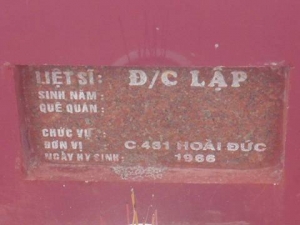 LIỆT SĨ: Đ/C LẬP
SINH NĂM:
QUÊ QUÁN:
CHỨC VỤ:
ĐƠN VỊ C 481 HOÀI ĐỨC
NGÀY HY SINH: 1966